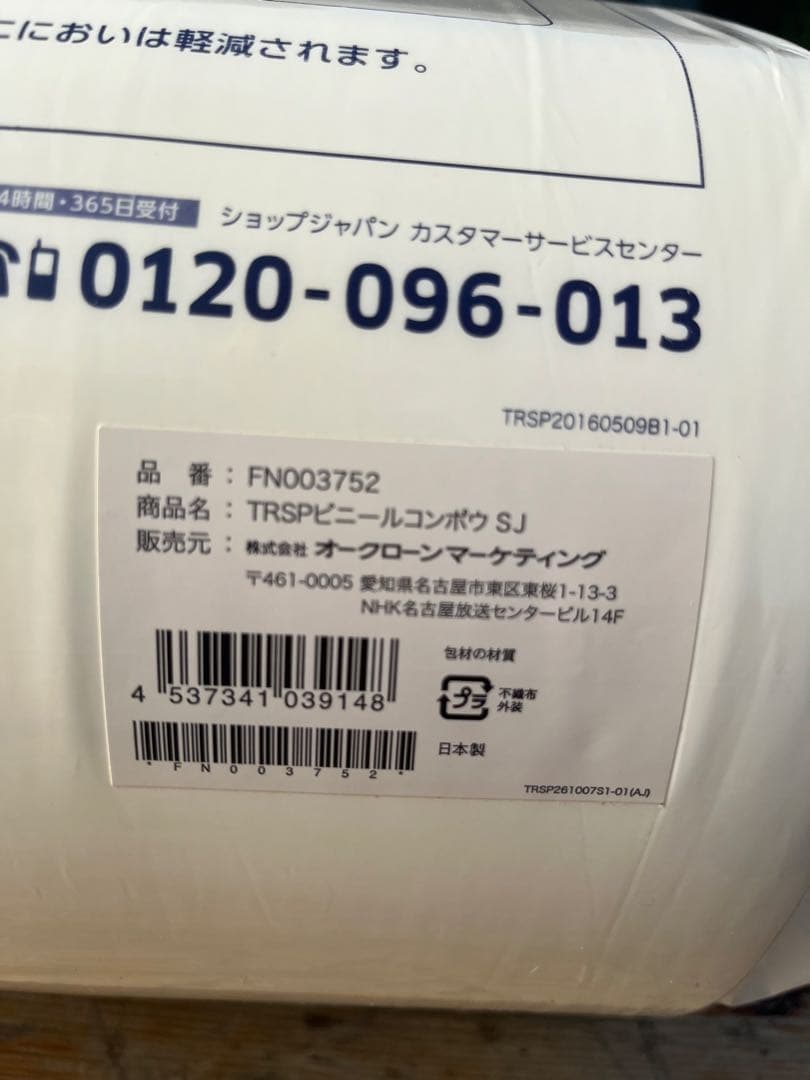 においは軽減されます。
4時間・365日受付 ショップジャパン カスタマーサービスセンター
0120-096-013
TRSP20160509B1-01
品 番 : FN003752
商品名 : TRSPビニールコンポウ SJ
販売元 : 株式会社 オークローンマーケティング
〒461-0005 愛知県名古屋市東区東桜1-13-3
NHK名古屋放送センタービル14F
包材の材質
プラ 不織布
外装
4 537341 039148
日本製
*FN003752*
TRSP261007S1-01(AJ)